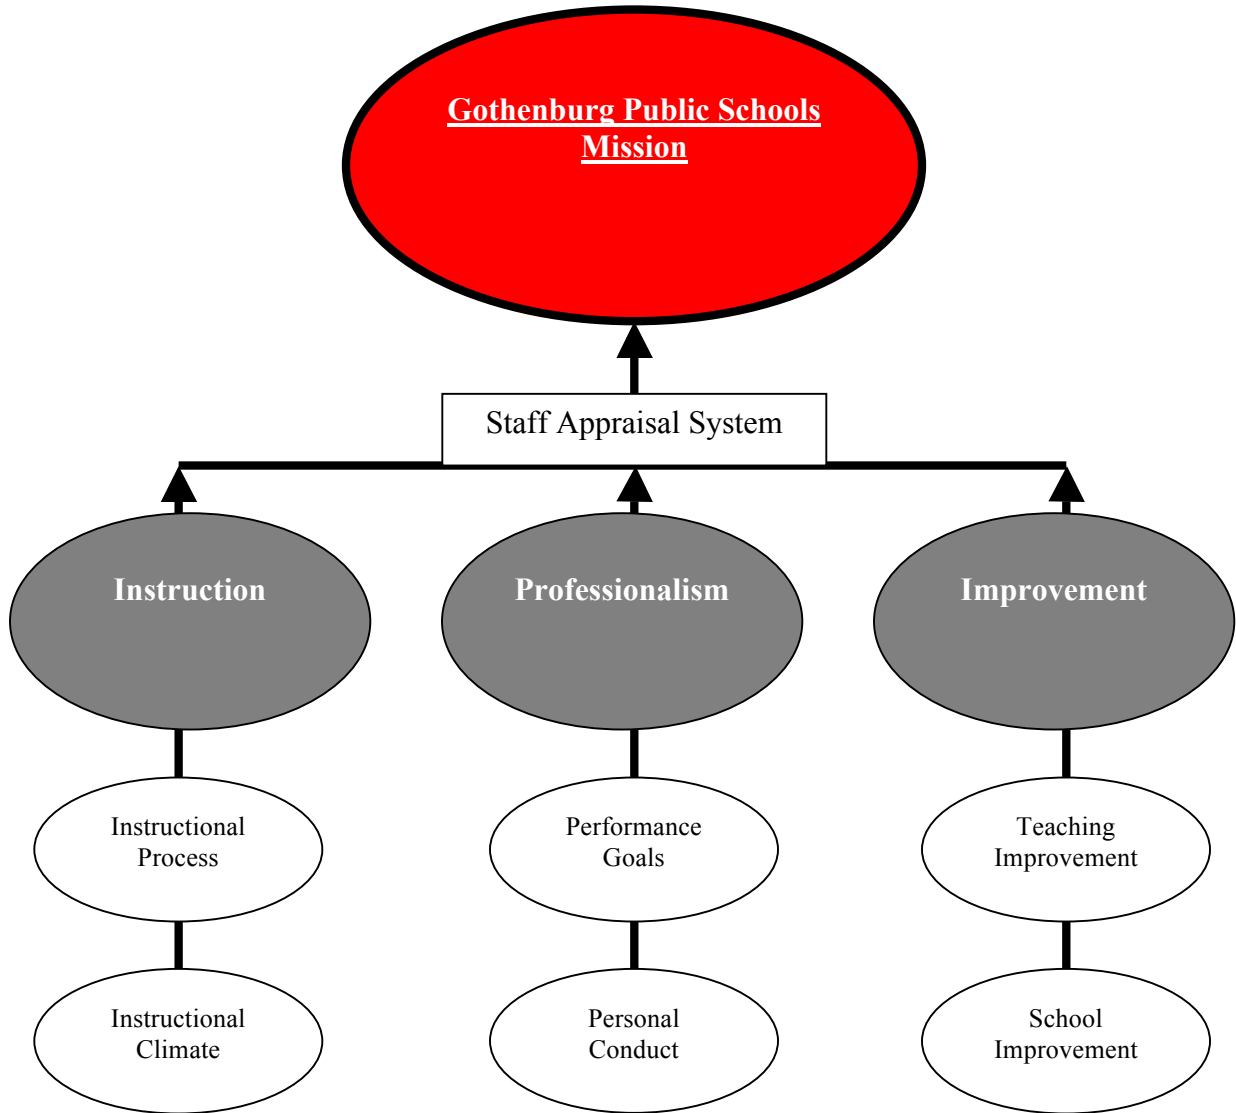 Gothenburg Public Schools
Mission
Staff Appraisal System
Instruction
Professionalism
Improvement
Instructional
Process
Performance
Goals
Teaching
Improvement
Instructional
Climate
Personal
Conduct
School
Improvement